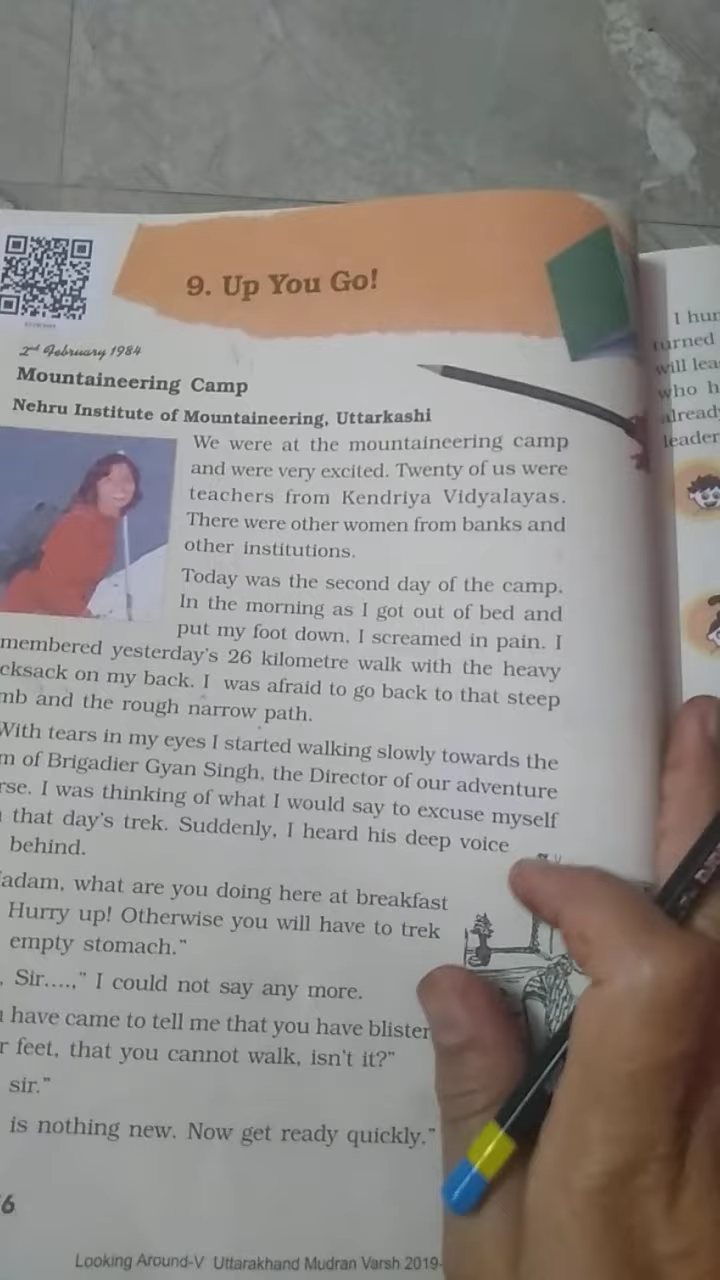 9. Up You Go!
2nd February 1984
Mountaineering Camp
Nehru Institute of Mountaineering, Uttarkashi
We were at the mountaineering camp
and were very excited. Twenty of us were
teachers from Kendriya Vidyalayas.
There were other women from banks and
other institutions.
Today was the second day of the camp.
In the morning as I got out of bed and
put my foot down, I screamed in pain. I
membered yesterday's 26 kilometre walk with the heavy
cksack on my back. I was afraid to go back to that steep
mb and the rough narrow path.
With tears in my eyes I started walking slowly towards the
m of Brigadier Gyan Singh, the Director of our adventure
rse. I was thinking of what I would say to excuse myself
that day's trek. Suddenly, I heard his deep voice
behind.
adam, what are you doing here at breakfast
Hurry up! Otherwise you will have to trek
empty stomach."
Sir....," I could not say any more.
have came to tell me that you have blister
r feet, that you cannot walk, isn't it?"
sir."
is nothing new. Now get ready quickly."
6
Looking Around-V Uttarakhand Mudran Varsh 2019-
I hur
turned
will lea
who h
already
leader